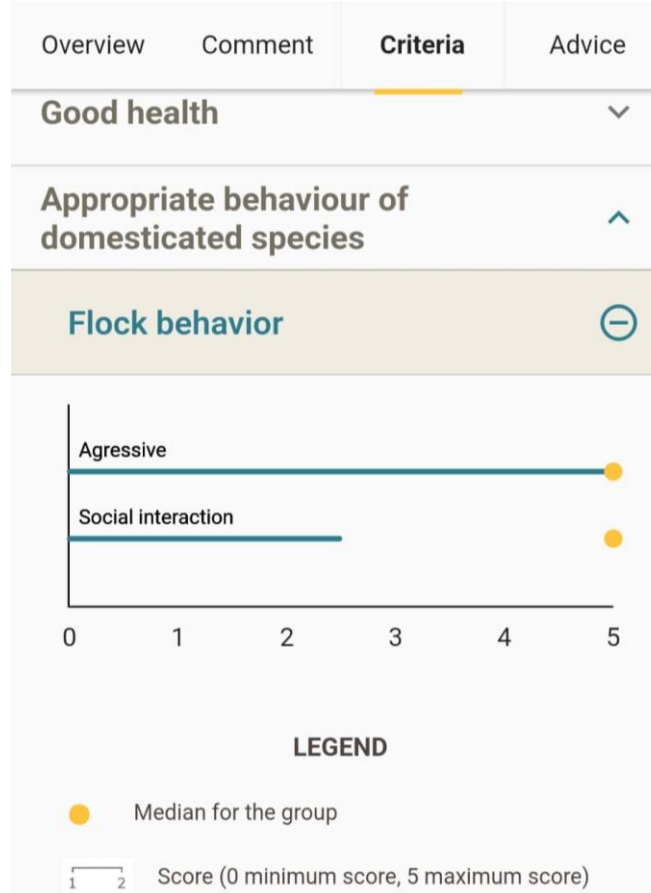 Overview Comment Criteria Advice
Good health
Appropriate behaviour of
domesticated species
Flock behavior
Agressive
Social interaction
0 1 2 3 4 5
LEGEND
Median for the group
1 2 Score (0 minimum score, 5 maximum score)